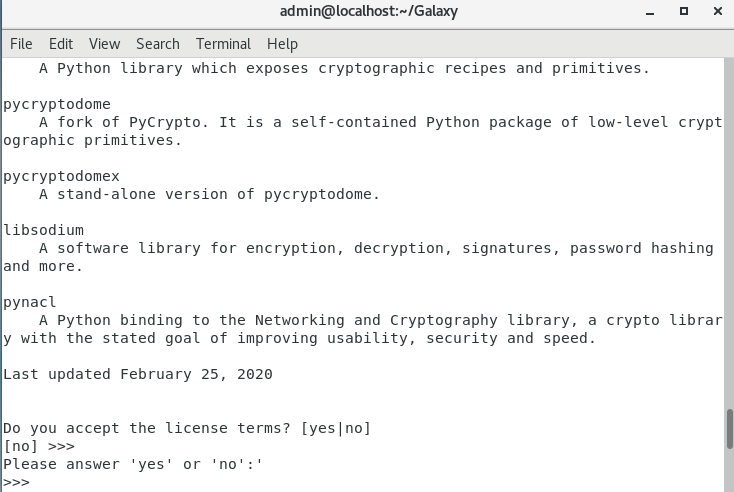 admin@localhost:~/Galaxy
File Edit View Search Terminal Help
A Python library which exposes cryptographic recipes and primitives.
pycryptodome
A fork of PyCrypto. It is a self-contained Python package of low-level crypt
ographic primitives.
pycryptodomex
A stand-alone version of pycryptodome.
libsodium
A software library for encryption, decryption, signatures, password hashing
and more.
pynacl
A Python binding to the Networking and Cryptography library, a crypto librar
y with the stated goal of improving usability, security and speed.
Last updated February 25, 2020
Do you accept the license terms? [yes|no]
[no] >>>
Please answer 'yes' or 'no':'
>>>